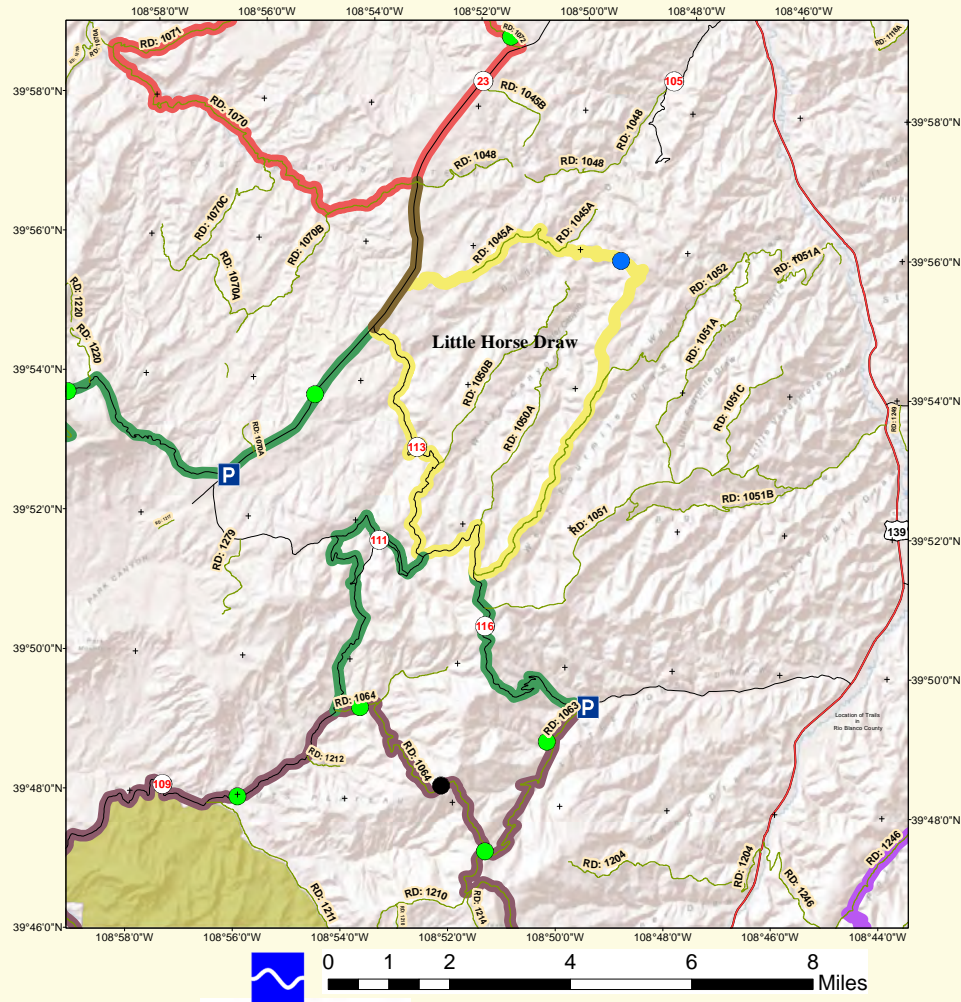 108°58'0"W
108°56'0"W
108°54'0"W
108°52'0"W
108°50'0"W
108°48'0"W
108°46'0"W
RD: 1071
RD: 1072
RD: 1118A
23
105
39°58'0"N
39°58'0"N
RD: 1070
RD: 1045B
RD: 1048
RD: 1048
RD: 1048
RD: 1070C
RD: 1070B
RD: 1070A
39°56'0"N
39°56'0"N
RD: 1045A
RD: 1045A
RD: 1052
RD: 1051A
RD: 1220
RD: 1220
Little Horse Draw
RD: 1051A
RD: 1050B
RD: 1050A
RD: 1051C
39°54'0"N
39°54'0"N
113
RD: 1070A
P
RD: 1051B
RD: 1051
39°52'0"N
39°52'0"N
111
139
RD: 1279
PARK CANYON
116
39°50'0"N
39°50'0"N
RD: 1064
RD: 1063
P
Location of Trails
in
Rio Blanco County
RD: 1212
RD: 1064
109
39°48'0"N
39°48'0"N
RD: 1204
RD: 1204
RD: 1246
RD: 1246
RD: 1210
RD: 1214
RD: 1211
39°46'0"N
108°58'0"W
108°56'0"W
108°54'0"W
108°52'0"W
108°50'0"W
108°48'0"W
108°46'0"W
108°44'0"W
0 1 2 4 6 8
Miles